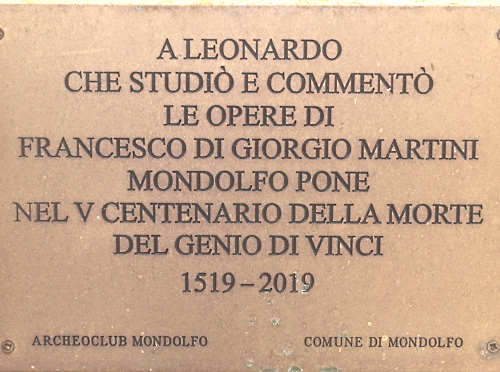 A LEONARDO
CHE STUDIÒ E COMMENTÒ
LE OPERE DI
FRANCESCO DI GIORGIO MARTINI
MONDOLFO PONE
NEL V CENTENARIO DELLA MORTE
DEL GENIO DI VINCI
1519 – 2019
ARCHEOCLUB MONDOLFO COMUNE DI MONDOLFO